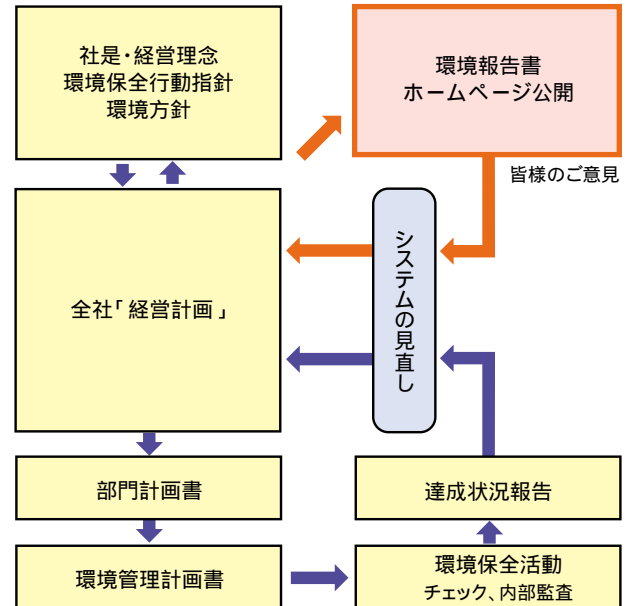 社是・経営理念
環境保全行動指針
環境方針
環境報告書
ホームページ公開
皆様のご意見
システムの見直し
全社「経営計画」
部門計画書
達成状況報告
環境管理計画書
環境保全活動
チェック、内部監査